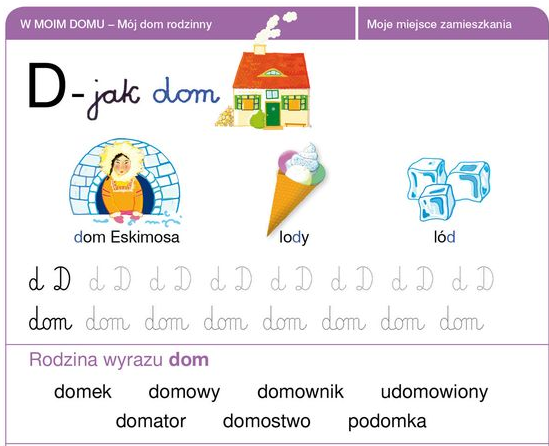 W MOIM DOMU – Mój dom rodzinny
Moje miejsce zamieszkania
D-jak dom
dom Eskimosa
lody
lód
d D d D d D d D d D d D d D d D
dom dom dom dom dom dom dom dom
Rodzina wyrazu dom
domek domowy domownik udomowiony
domator domostwo podomka